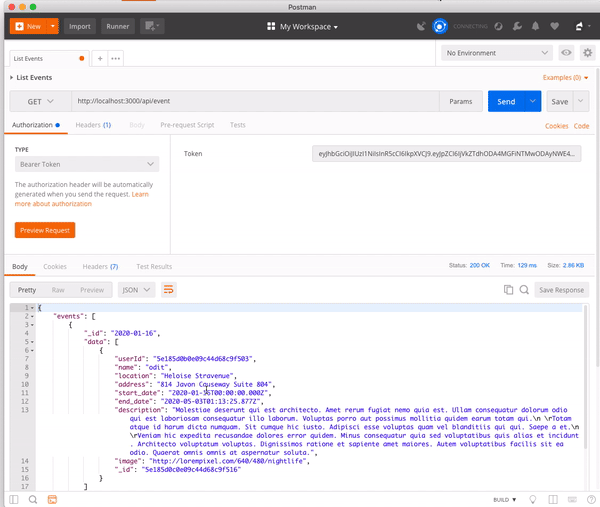 Postman
New
Import
Runner
My Workspace
CONNECTING
List Events
No Environment
List Events
Examples (0)
GET
http://localhost:3000/api/event
Params
Send
Save
Authorization
Headers (1)
Body
Pre-request Script
Tests
Cookies
Code
TYPE
Bearer Token
The authorization header will be automatically
generated when you send the request. Learn
more about authorization
Preview Request
Token
Body
Cookies
Headers (7)
Test Results
Status: 200 OK
Time: 129 ms
Size: 2.86 KB
Pretty
Raw
Preview
JSON
Save Response
1 {
2 "events": [
3 {
4 "_id": "2020-01-16",
5 "data": [
6 {
7 "userId": "5e185d0b0e09c44d68c9f503",
8 "name": "odit",
9 "location": "Heloise Stravenue",
10 "address": "814 Javon Causeway Suite 804",
11 "start_date": "2020-01-16T00:00:00.000Z",
12 "end_date": "2020-05-03T01:13:25.877Z",
13 "description": "Molestiae deserunt qui est architecto. Amet rerum fugiat nemo quia est. Ullam consequatur dolorum odio
qui est laboriosam consequatur illo laborum. Voluptas porro aut possimus mollitia quidem earum totam qui.\n \rTotam
atque id harum dicta numquam. Sit cumque hic iusto. Adipisci esse voluptas quam vel blanditiis qui qui. Saepe a et.\n
\rVeniam hic expedita recusandae dolores error quidem. Minus consequatur quia sed voluptatibus quis alias et incidunt
. Architecto voluptatum voluptas. Dignissimos ratione et sapiente amet maiores. Autem voluptatibus facilis sit ea
odio. Quaerat omnis omnis at aspernatur soluta.",
14 "image": "http://lorempixel.com/640/480/nightlife",
15 "_id": "5e185d0c0e09c44d68c9f516"
16 }
17 ]
BUILD